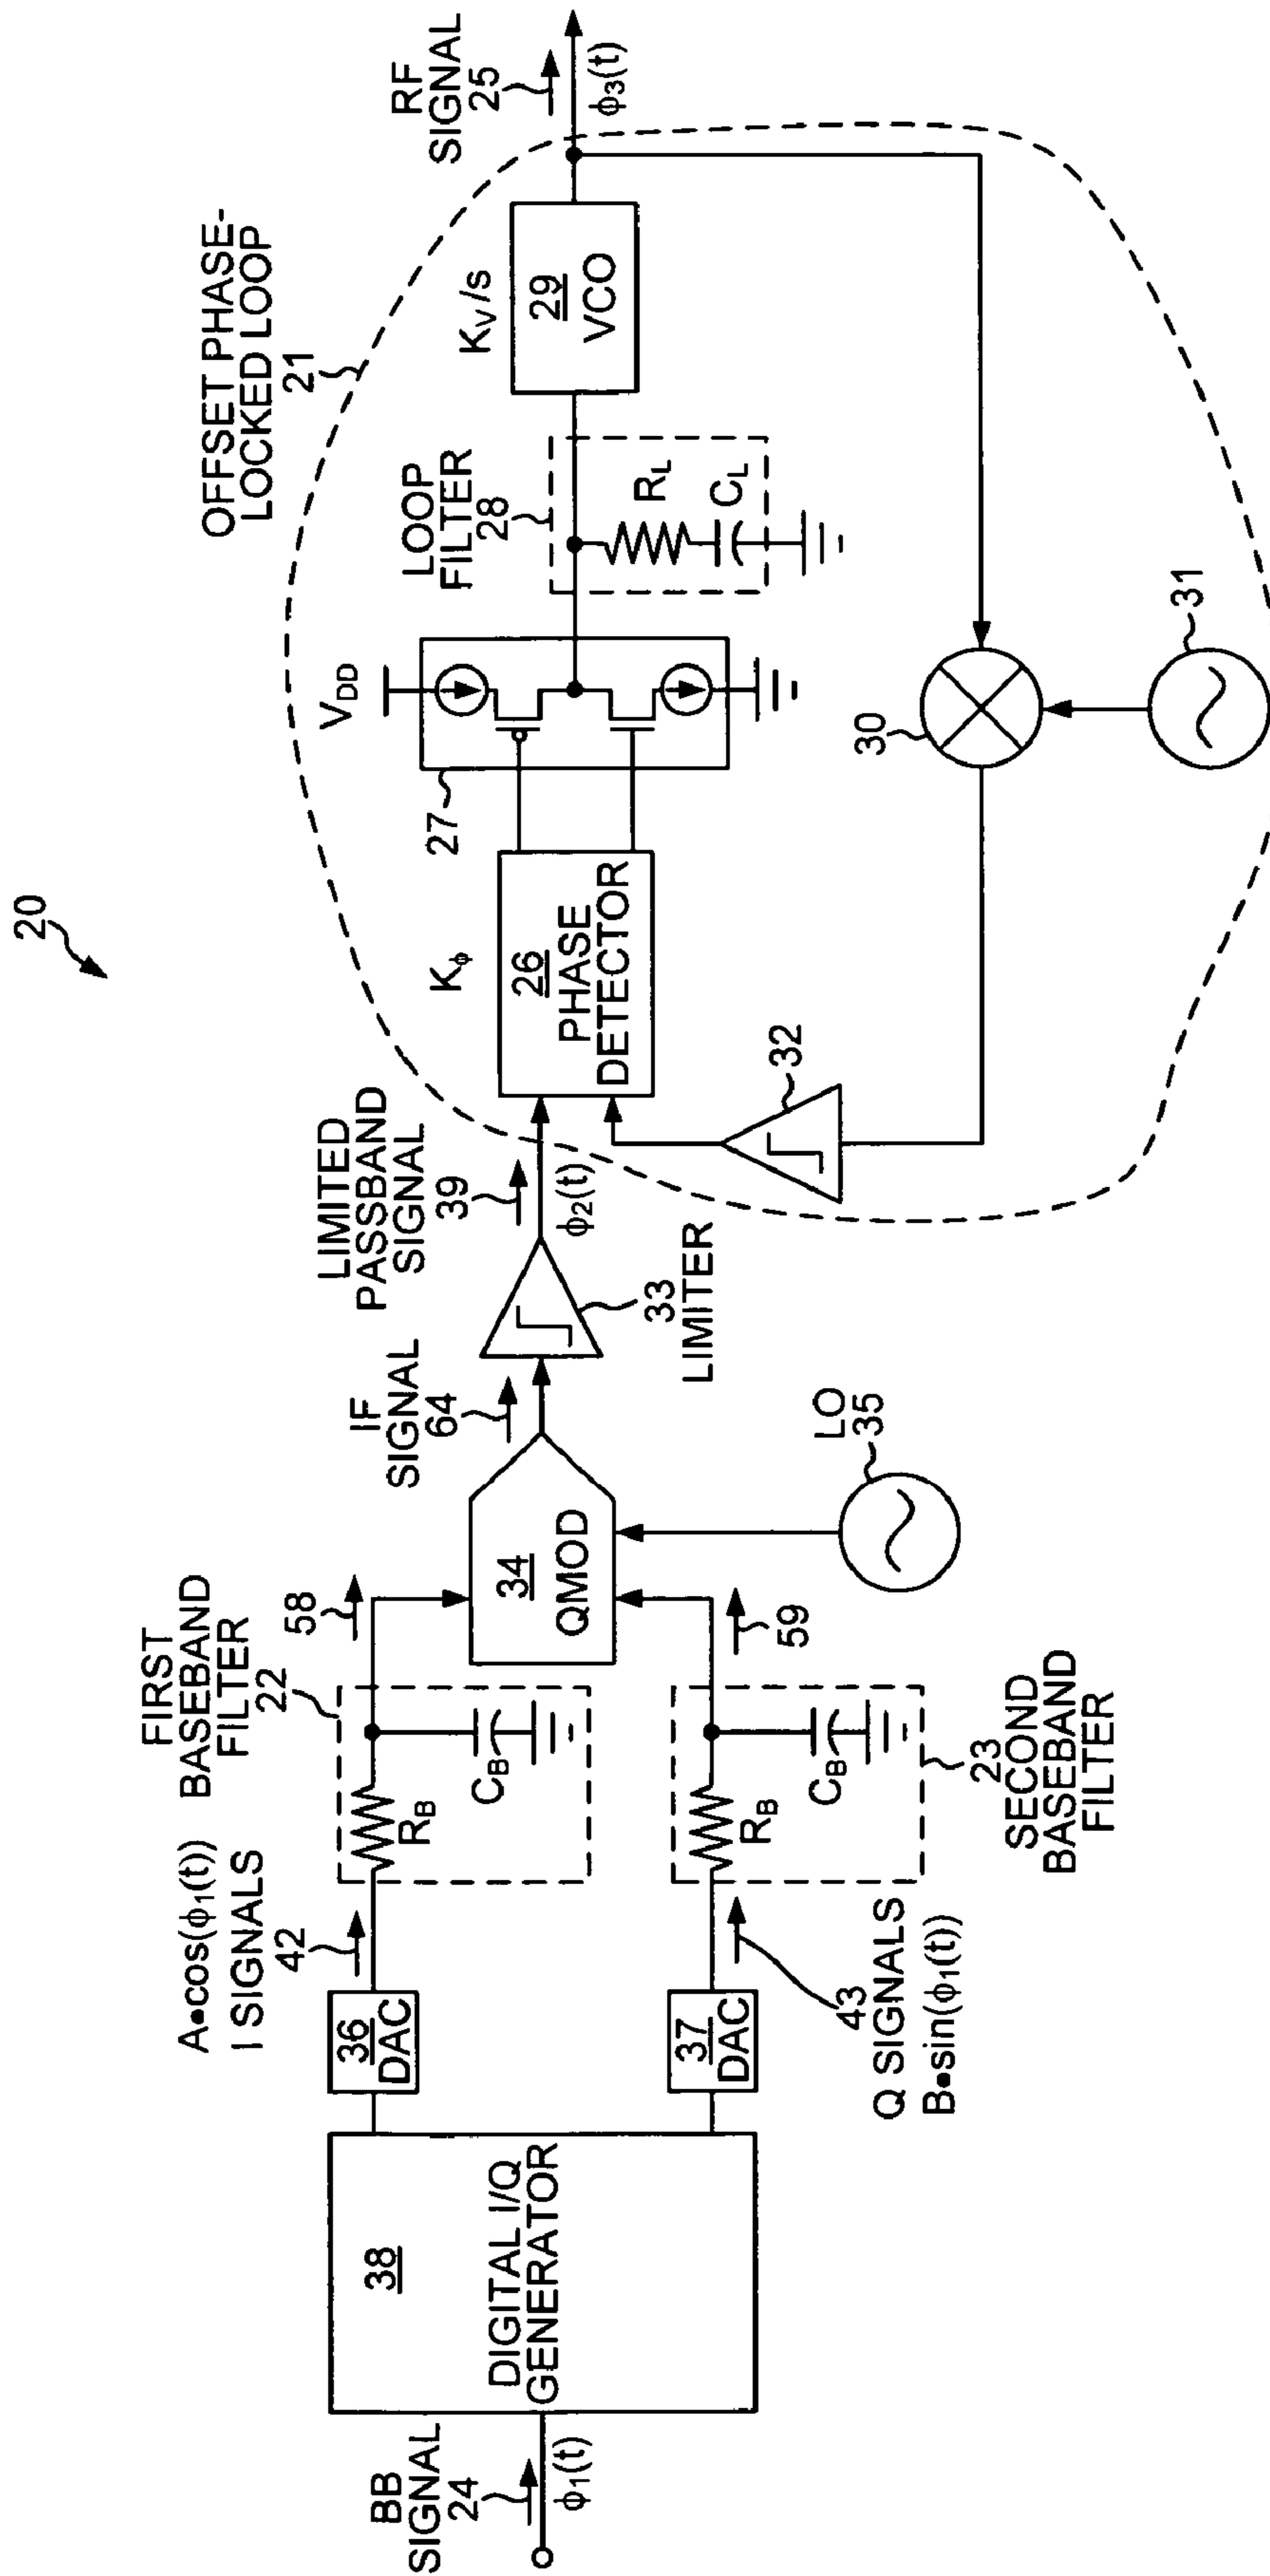 20
BB
SIGNAL
24
ϕ1(t)
38
DIGITAL I/Q
GENERATOR
A•cos(ϕ1(t))
I SIGNALS
42
36
DAC
37
DAC
43
Q SIGNALS
B•sin(ϕ1(t))
FIRST
BASEBAND
FILTER
22
RB
CB
58
RB
CB
59
23
SECOND
BASEBAND
FILTER
34
QMOD
LO
35
IF
SIGNAL
64
33
LIMITER
LIMITED
PASSBAND
SIGNAL
39
ϕ2(t)
OFFSET PHASE-
LOCKED LOOP
21
Kϕ
26
PHASE
DETECTOR
32
27
VDD
LOOP
FILTER
28
RL
CL
KV/s
29
VCO
30
31
RF
SIGNAL
25
ϕ3(t)